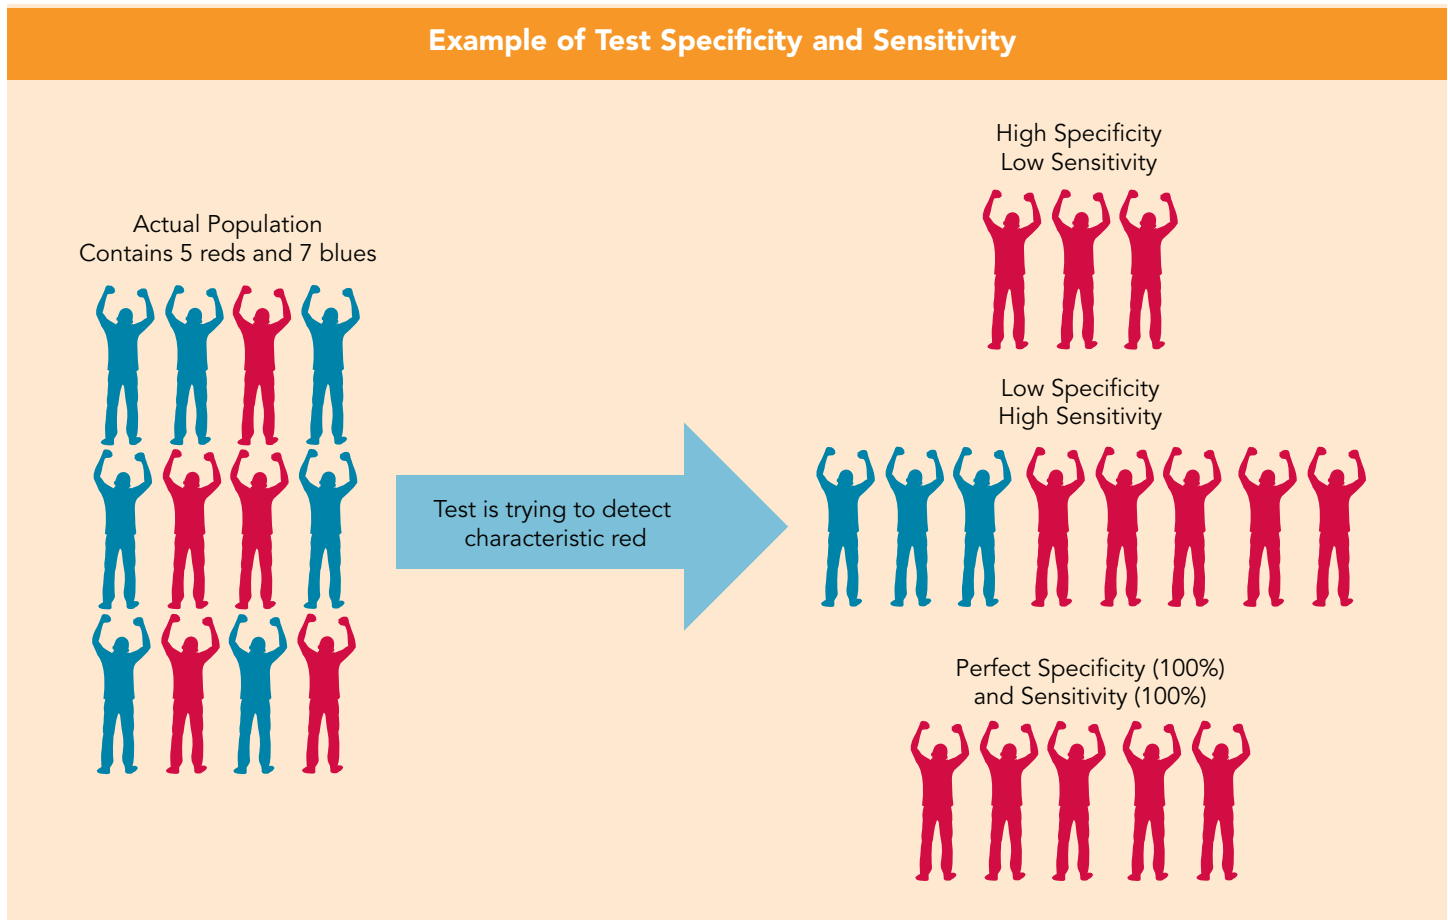 Example of Test Specificity and Sensitivity
Actual Population
Contains 5 reds and 7 blues
Test is trying to detect
characteristic red
High Specificity
Low Sensitivity
Low Specificity
High Sensitivity
Perfect Specificity (100%)
and Sensitivity (100%)